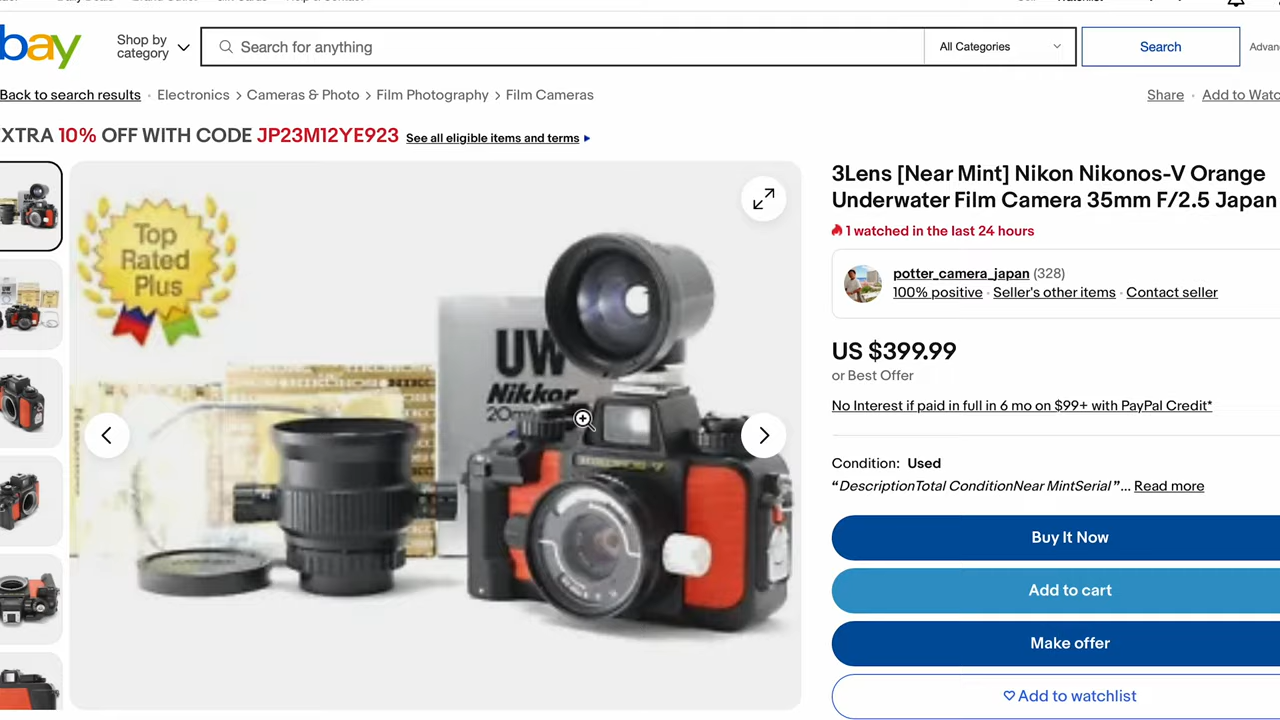 bay
Shop by
category
Search for anything
All Categories
Search
Back to search results
Electronics > Cameras & Photo > Film Photography > Film Cameras
Share
EXTRA 10% OFF WITH CODE JP23M12YE923 See all eligible items and terms
Top
Rated
Plus
UW
Nikkor
20mm
3Lens [Near Mint] Nikon Nikonos-V Orange
Underwater Film Camera 35mm F/2.5 Japan
1 watched in the last 24 hours
potter_camera_japan (328)
100% positive · Seller's other items · Contact seller
US $399.99
or Best Offer
No Interest if paid in full in 6 mo on $99+ with PayPal Credit*
Condition: Used
“DescriptionTotal ConditionNear MintSerial”... Read more
Buy It Now
Add to cart
Make offer
Add to watchlist